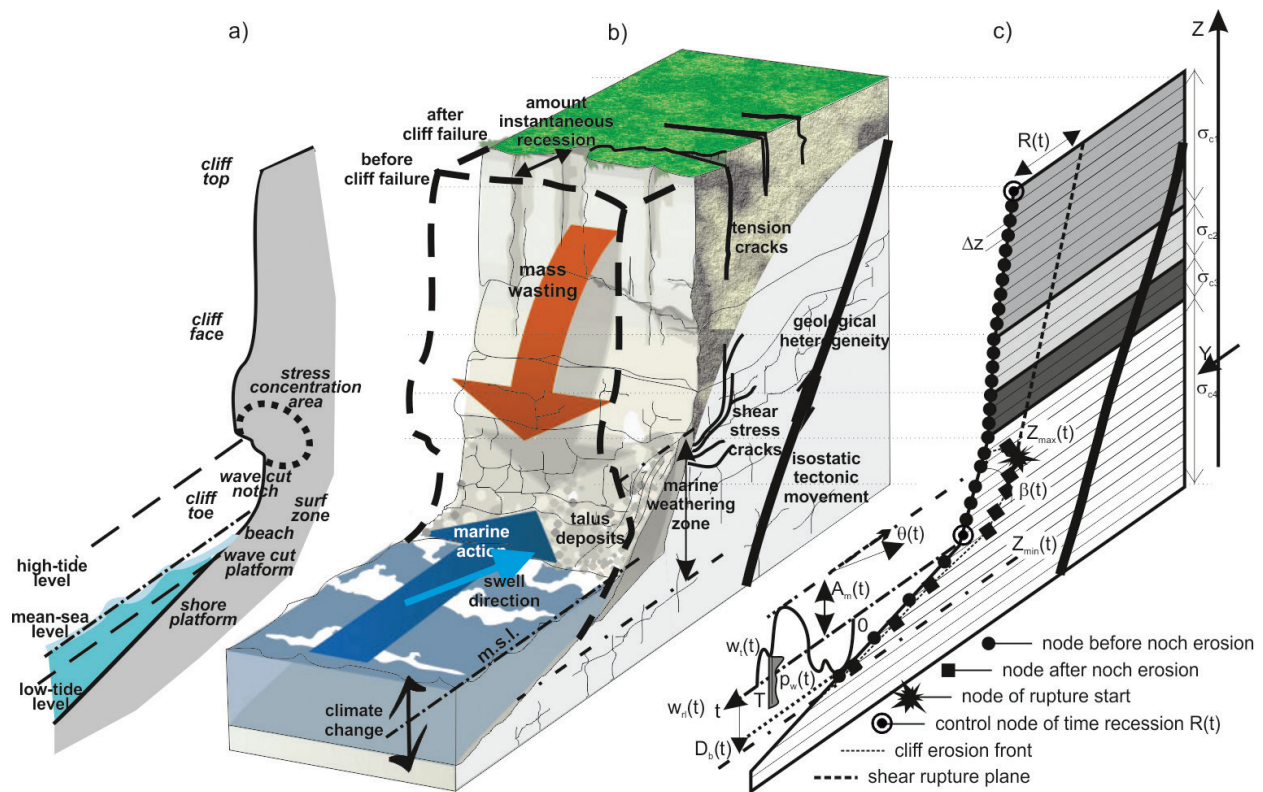 a)
cliff
top
cliff
face
stress
concentration
area
wave cut
notch
cliff
toe
surf
zone
beach
wave cut
platform
high-tide
level
shore
platform
mean-sea
level
low-tide
level
b)
after
cliff failure
amount
instantaneous
recession
before
cliff failure
tension
cracks
mass
wasting
geological
heterogeneity
shear
stress
cracks
isostatic
tectonic
movement
marine
weathering
zone
talus
deposits
marine
action
swell
direction
m.s.l.
climate
change
c)
Z
R(t)
σc1
Δz
σc2
σc3
Y
σc4
Zmax(t)
β(t)
θ(t)
Zmin(t)
Am(t)
0
wt(t)
pw(t)
T
t
wrl(t)
Db(t)
node before noch erosion
node after noch erosion
node of rupture start
control node of time recession R(t)
cliff erosion front
shear rupture plane